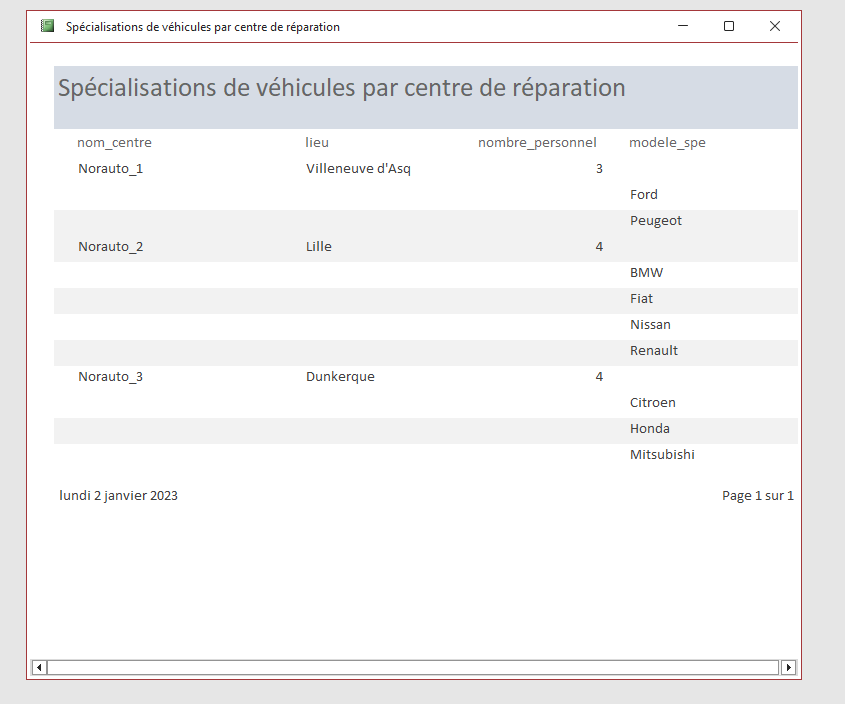 Spécialisations de véhicules par centre de réparation
Spécialisations de véhicules par centre de réparation
nom_centre lieu nombre_personnel modele_spe
Norauto_1 Villeneuve d'Asq 3
Ford
Peugeot
Norauto_2 Lille 4
BMW
Fiat
Nissan
Renault
Norauto_3 Dunkerque 4
Citroen
Honda
Mitsubishi
lundi 2 janvier 2023 Page 1 sur 1